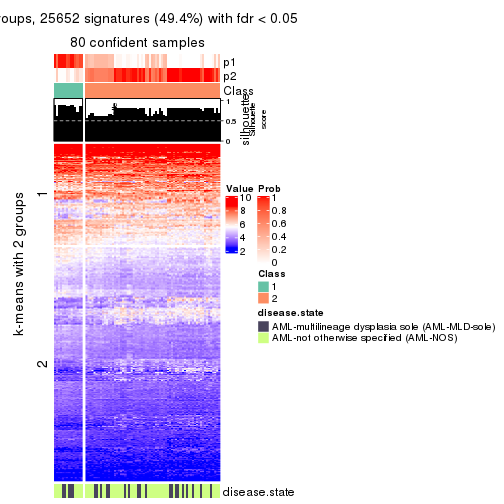 roups, 25652 signatures (49.4%) with fdr < 0.05
80 confident samples
p1
p2
Class
1
0.5
0
silhouette
Silhouette
score
k-means with 2 groups
1
2
Value
10
8
6
4
2
Prob
1
0.8
0.6
0.4
0.2
0
Class
1
2
disease.state
AML-multilineage dysplasia sole (AML-MLD-sole)
AML-not otherwise specified (AML-NOS)
disease.state